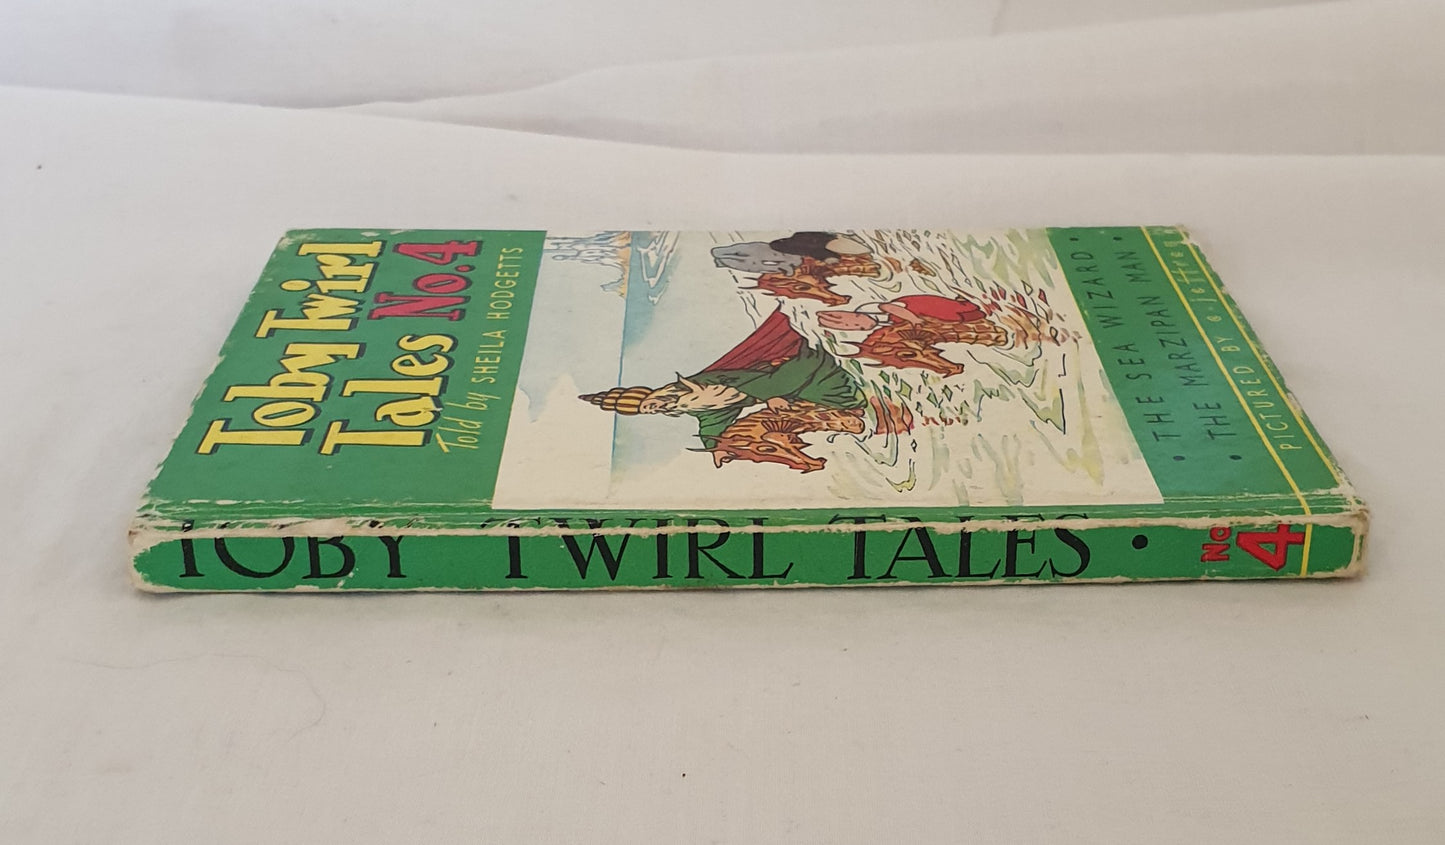 Toby Twirl
Tales No. 4
Told by SHEILA HODGETTS
• THE SEA WIZARD •
• THE MARZIPAN MAN •
PICTURED BY e. jeffrey
TOBY TWIRL TALES • No 4